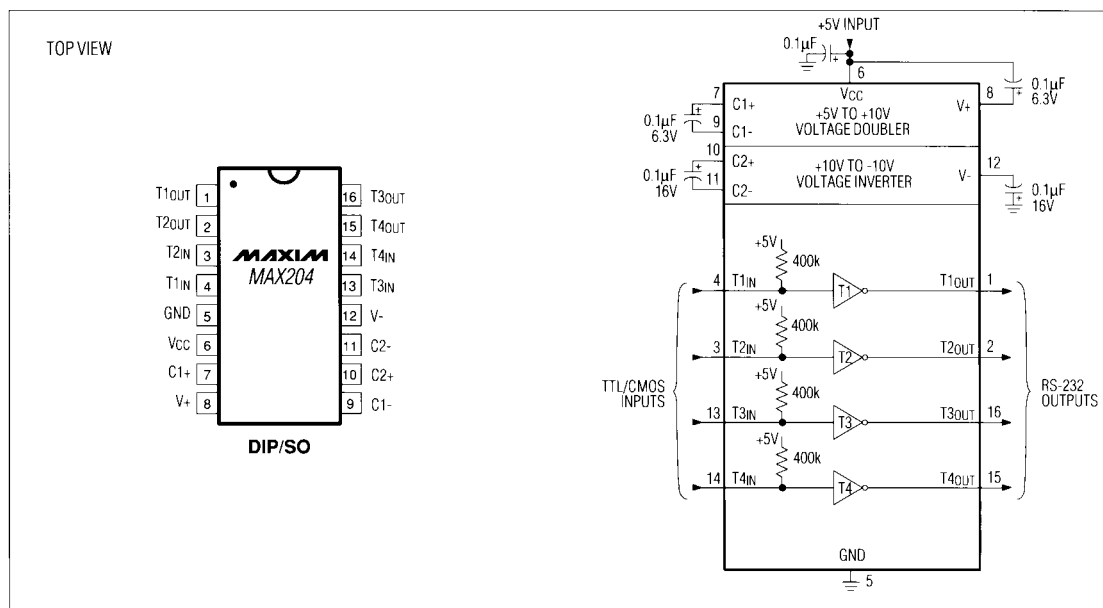 TOP VIEW
T1OUT 1
T2OUT 2
T2IN 3
T1IN 4
GND 5
VCC 6
C1+ 7
V+ 8
16 T3OUT
15 T4OUT
14 T4IN
13 T3IN
12 V-
11 C2-
10 C2+
9 C1-
MAXIM
MAX204
DIP/SO
+5V INPUT
0.1µF
+
6
VCC
0.1µF
6.3V
+
7 C1+
9 C1-
0.1µF
6.3V
+
+5V TO +10V
VOLTAGE DOUBLER
V+ 8
10 C2+
11 C2-
0.1µF
16V
+
+10V TO -10V
VOLTAGE INVERTER
V- 12
0.1µF
16V
+
+5V
400k
4 T1IN T1 T1OUT 1
+5V
400k
3 T2IN T2 T2OUT 2
TTL/CMOS
INPUTS
RS-232
OUTPUTS
+5V
400k
13 T3IN T3 T3OUT 16
+5V
400k
14 T4IN T4 T4OUT 15
GND
5